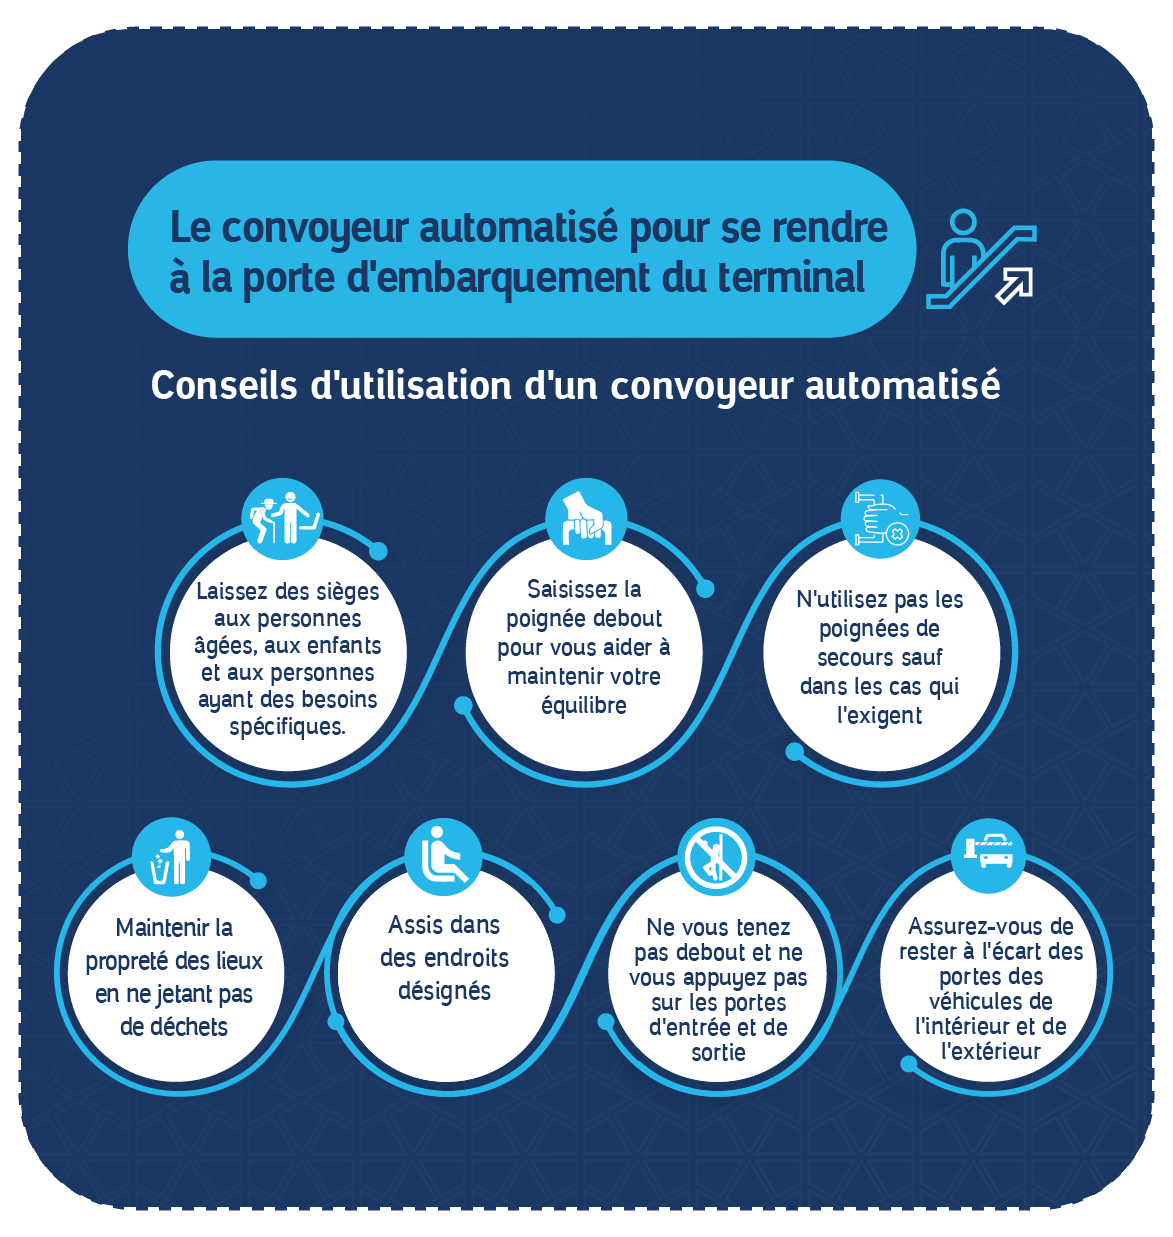 Le convoyeur automatisé pour se rendre
à la porte d'embarquement du terminal
Conseils d'utilisation d'un convoyeur automatisé
Laissez des sièges
aux personnes
âgées, aux enfants
et aux personnes
ayant des besoins
spécifiques.
Saisissez la
poignée debout
pour vous aider à
maintenir votre
équilibre
N'utilisez pas les
poignées de
secours sauf
dans les cas qui
l'exigent
Maintenir la
propreté des lieux
en ne jetant pas
de déchets
Assis dans
des endroits
désignés
Ne vous tenez
pas debout et ne
vous appuyez pas
sur les portes
d'entrée et de
sortie
Assurez-vous de
rester à l'écart des
portes des
véhicules de
l'intérieur et de
l'extérieur